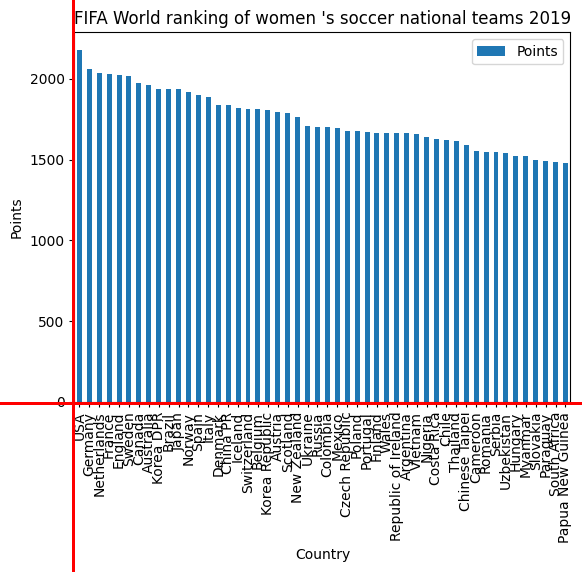 FIFA World ranking of women 's soccer national teams 2019
Points
2000
1500
1000
500
0
Points
USA
Germany
Netherlands
France
England
Sweden
Canada
Australia
Korea DPR
Brazil
Japan
Norway
Spain
Italy
Denmark
China PR
Iceland
Switzerland
Belgium
Korea Republic
Austria
Scotland
New Zealand
Ukraine
Russia
Colombia
Mexico
Czech Republic
Poland
Portugal
Finland
Wales
Republic of Ireland
Argentina
Vietnam
Nigeria
Costa Rica
Chile
Thailand
Chinese Taipei
Cameroon
Romania
Serbia
Uzbekistan
Hungary
Myanmar
Slovakia
Paraguay
South Africa
Papua New Guinea
Country